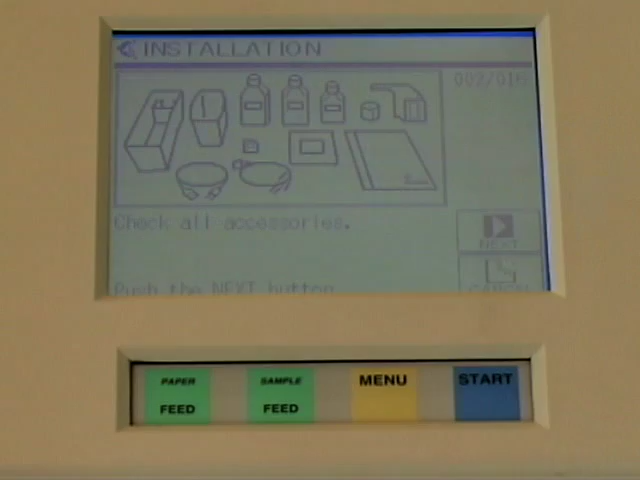 INSTALLATION
002/016
Check all accessories.
NEXT
Push the NEXT button
PAPER
FEED
SAMPLE
FEED
MENU
START